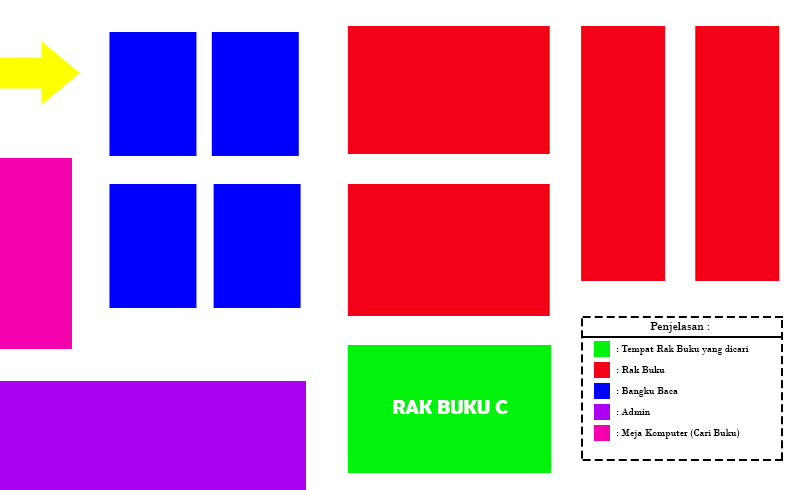 Penjelasan :
: Tempat Rak Buku yang dicari
: Rak Buku
: Bangku Baca
RAK BUKU C
: Admin
: Meja Komputer (Cari Buku)